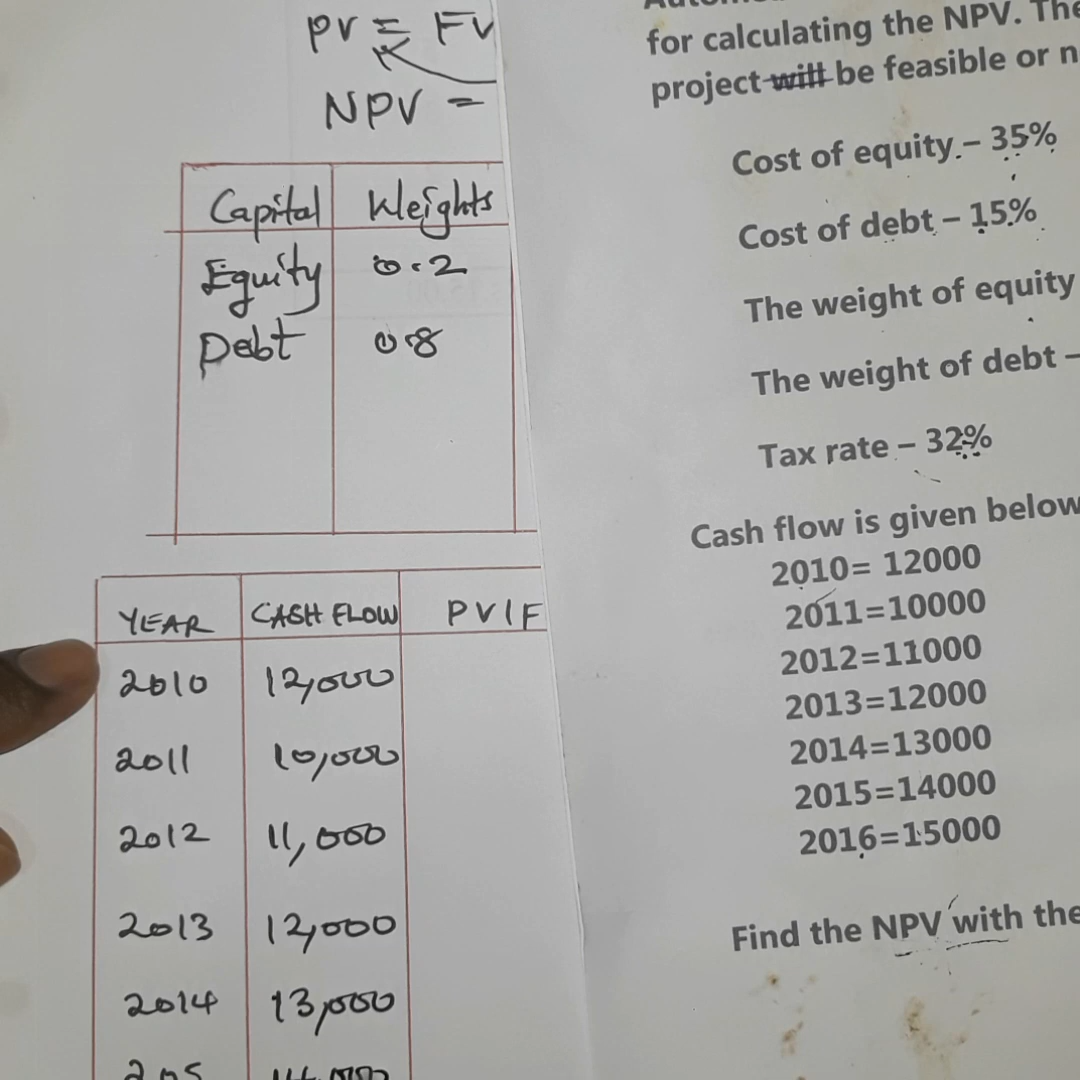 PV = FV
NPV =
Capital Weights
Equity 0.2
Debt 0.8
YEAR CASH FLOW PVIF
2010 12,000
2011 10,000
2012 11,000
2013 12,000
2014 13,000
for calculating the NPV. The
project will be feasible or n
Cost of equity.– 35%
Cost of debt – 15%
The weight of equity
The weight of debt –
Tax rate – 32%
Cash flow is given below
2010= 12000
2011=10000
2012=11000
2013=12000
2014=13000
2015=14000
2016=15000
Find the NPV with the